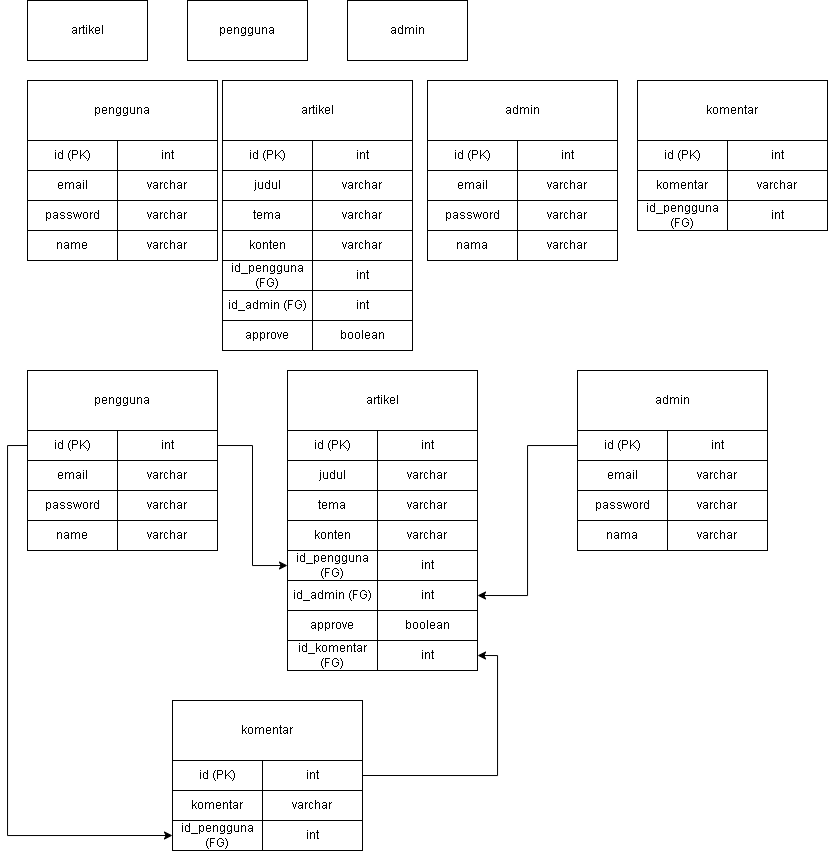 artikel
pengguna
admin
pengguna
id (PK) int
email varchar
password varchar
name varchar
artikel
id (PK) int
judul varchar
tema varchar
konten varchar
id_pengguna
(FG) int
id_admin (FG) int
approve boolean
admin
id (PK) int
email varchar
password varchar
nama varchar
komentar
id (PK) int
komentar varchar
id_pengguna
(FG) int
pengguna
id (PK) int
email varchar
password varchar
name varchar
artikel
id (PK) int
judul varchar
tema varchar
konten varchar
id_pengguna
(FG) int
id_admin (FG) int
approve boolean
id_komentar
(FG) int
admin
id (PK) int
email varchar
password varchar
nama varchar
komentar
id (PK) int
komentar varchar
id_pengguna
(FG) int